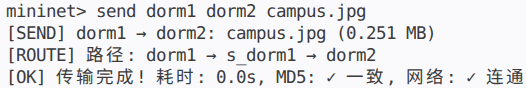 mininet> send dorm1 dorm2 campus.jpg
[SEND] dorm1 → dorm2: campus.jpg (0.251 MB)
[ROUTE] 路径: dorm1 → s_dorm1 → dorm2
[OK] 传输完成! 耗时: 0.0s, MD5: ✓ 一致, 网络: ✓ 连通